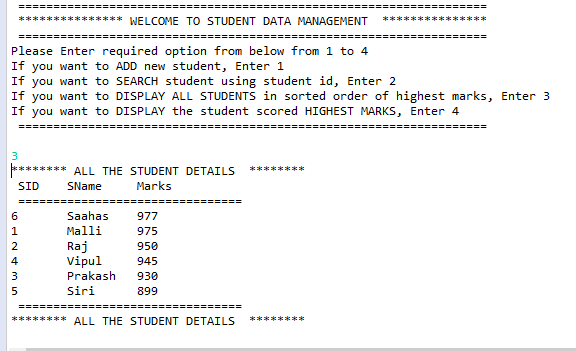 ===================================================================
*************** WELCOME TO STUDENT DATA MANAGEMENT  ***************
===================================================================
Please Enter required option from below from 1 to 4
If you want to ADD new student, Enter 1
If you want to SEARCH student using student id, Enter 2
If you want to DISPLAY ALL STUDENTS in sorted order of highest marks, Enter 3
If you want to DISPLAY the student scored HIGHEST MARKS, Enter 4
===================================================================
3
******** ALL THE STUDENT DETAILS  ********
SID    SName     Marks
================================
6       Saahas    977
1       Malli     975
2       Raj       950
4       Vipul     945
3       Prakash   930
5       Siri      899
================================
******** ALL THE STUDENT DETAILS  ********